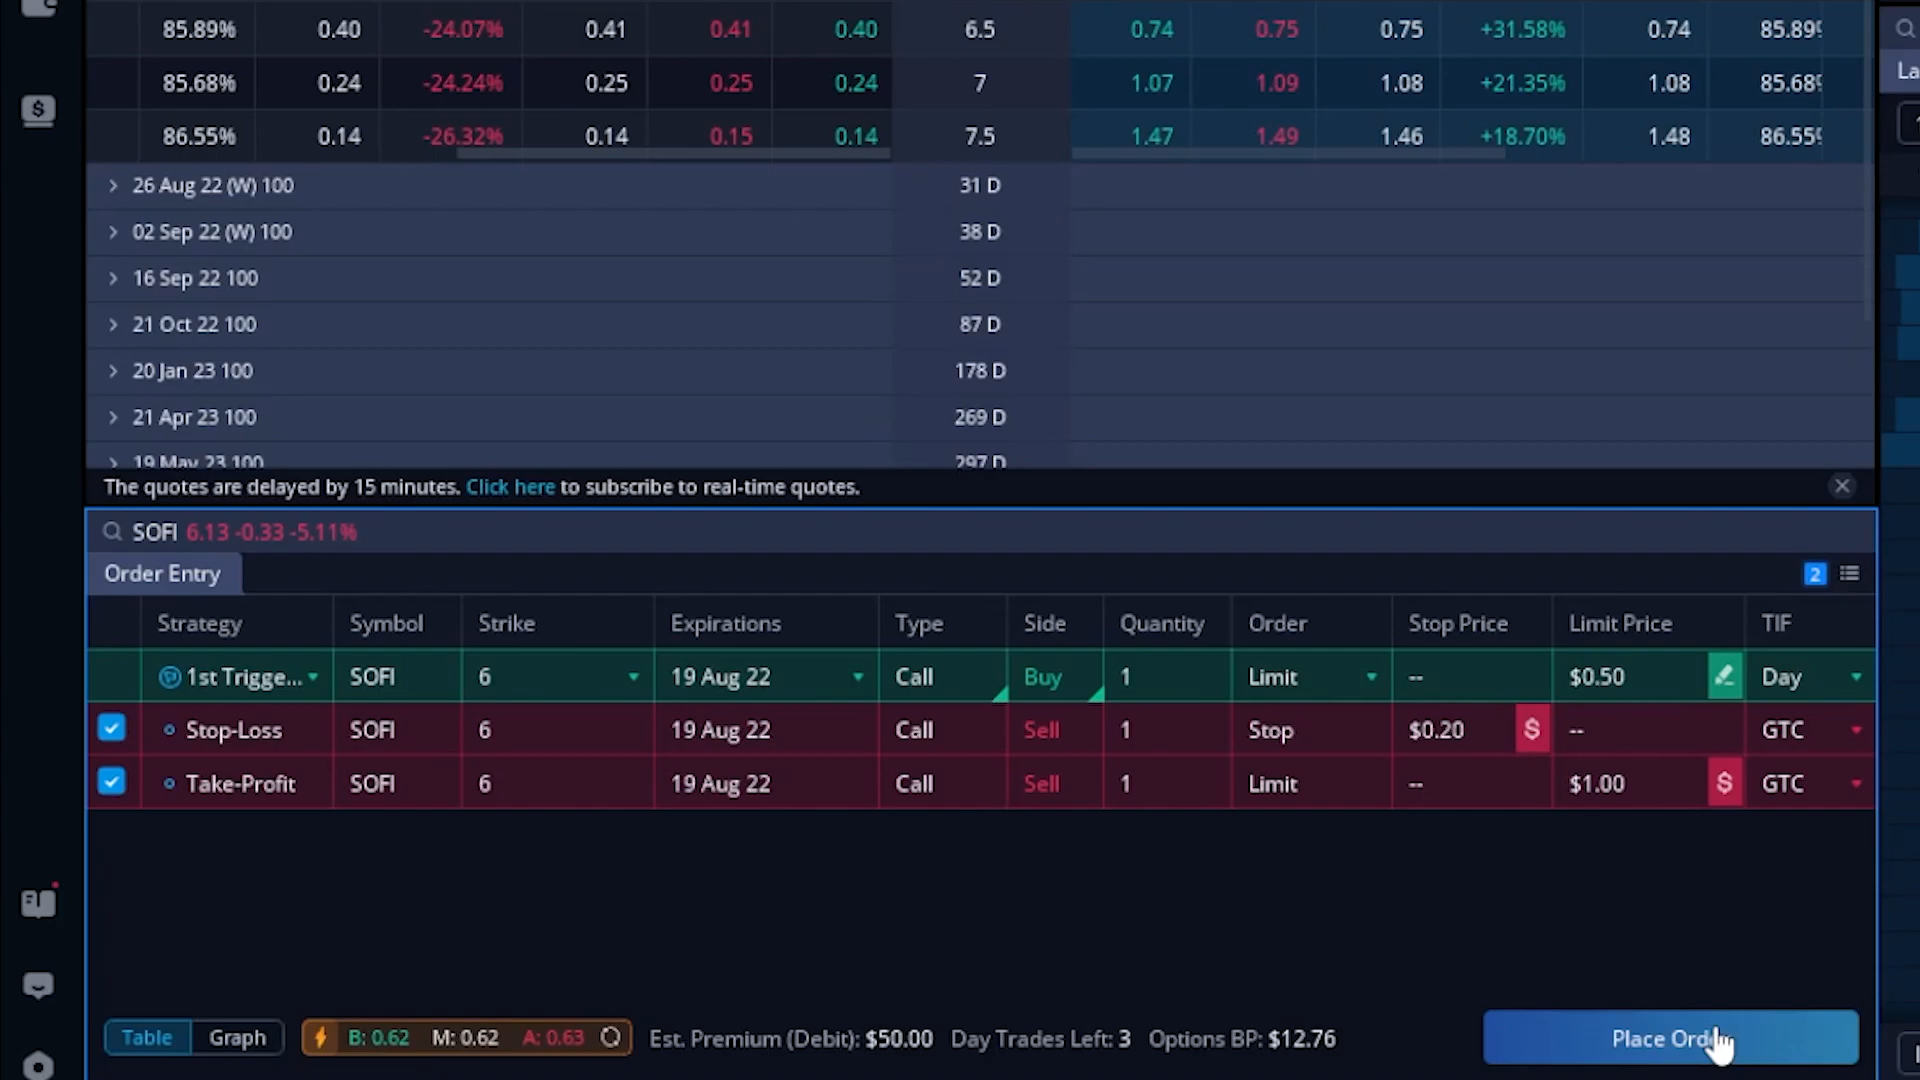 85.89% 0.40 -24.07% 0.41 0.41 0.40 6.5 0.74 0.75 0.75 +31.58% 0.74
85.68% 0.24 -24.24% 0.25 0.25 0.24 7 1.07 1.09 1.08 +21.35% 1.08
86.55% 0.14 -26.32% 0.14 0.15 0.14 7.5 1.47 1.49 1.46 +18.70% 1.48
26 Aug 22 (W) 100 31 D
02 Sep 22 (W) 100 38 D
16 Sep 22 100 52 D
21 Oct 22 100 87 D
20 Jan 23 100 178 D
21 Apr 23 100 269 D
19 May 23 100 297 D
The quotes are delayed by 15 minutes. Click here to subscribe to real-time quotes.
SOFI 6.13 -0.33 -5.11%
Order Entry 2
Strategy Symbol Strike Expirations Type Side Quantity Order Stop Price Limit Price TIF
1st Trigge... SOFI 6 19 Aug 22 Call Buy 1 Limit -- $0.50 Day
Stop-Loss SOFI 6 19 Aug 22 Call Sell 1 Stop $0.20 $ -- GTC
Take-Profit SOFI 6 19 Aug 22 Call Sell 1 Limit -- $1.00 $ GTC
Table Graph B: 0.62 M: 0.62 A: 0.63 Est. Premium (Debit): $50.00 Day Trades Left: 3 Options BP: $12.76 Place